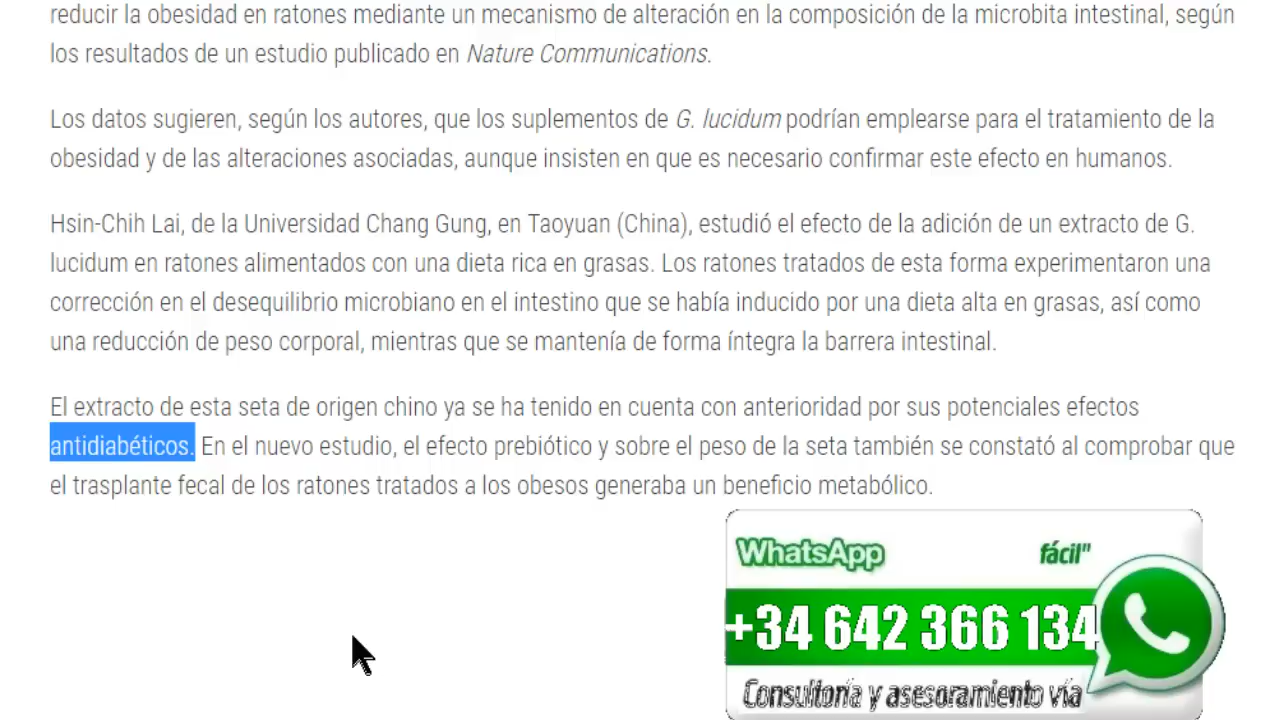 reducir la obesidad en ratones mediante un mecanismo de alteración en la composición de la microbita intestinal, según
los resultados de un estudio publicado en Nature Communications.
Los datos sugieren, según los autores, que los suplementos de G. lucidum podrían emplearse para el tratamiento de la
obesidad y de las alteraciones asociadas, aunque insisten en que es necesario confirmar este efecto en humanos.
Hsin-Chih Lai, de la Universidad Chang Gung, en Taoyuan (China), estudió el efecto de la adición de un extracto de G.
lucidum en ratones alimentados con una dieta rica en grasas. Los ratones tratados de esta forma experimentaron una
corrección en el desequilibrio microbiano en el intestino que se había inducido por una dieta alta en grasas, así como
una reducción de peso corporal, mientras que se mantenía de forma íntegra la barrera intestinal.
El extracto de esta seta de origen chino ya se ha tenido en cuenta con anterioridad por sus potenciales efectos
antidiabéticos. En el nuevo estudio, el efecto prebiótico y sobre el peso de la seta también se constató al comprobar que
el trasplante fecal de los ratones tratados a los obesos generaba un beneficio metabólico.
WhatsApp fácil"
+34 642 366 134
Consultoría y asesoramiento vía